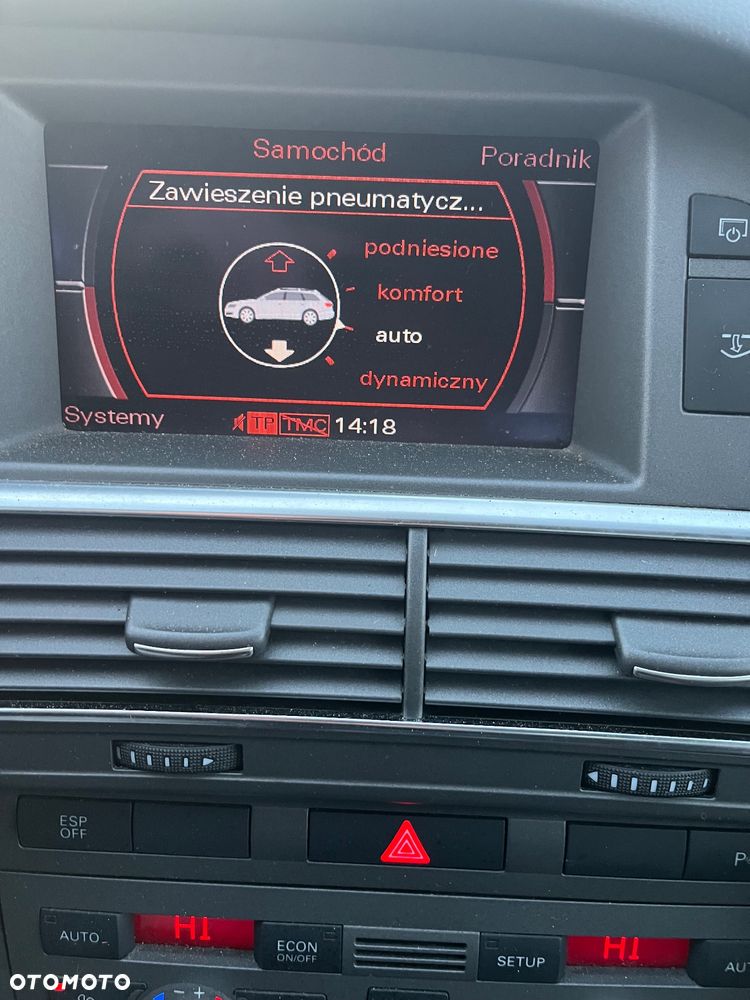 Samochód
Poradnik
Zawieszenie pneumatycz...
podniesione
komfort
auto
dynamiczny
Systemy
TP TMC 14:18
ESP
OFF
AUTO
HI
ECON
ON/OFF
SETUP
HI
OTOMOTO